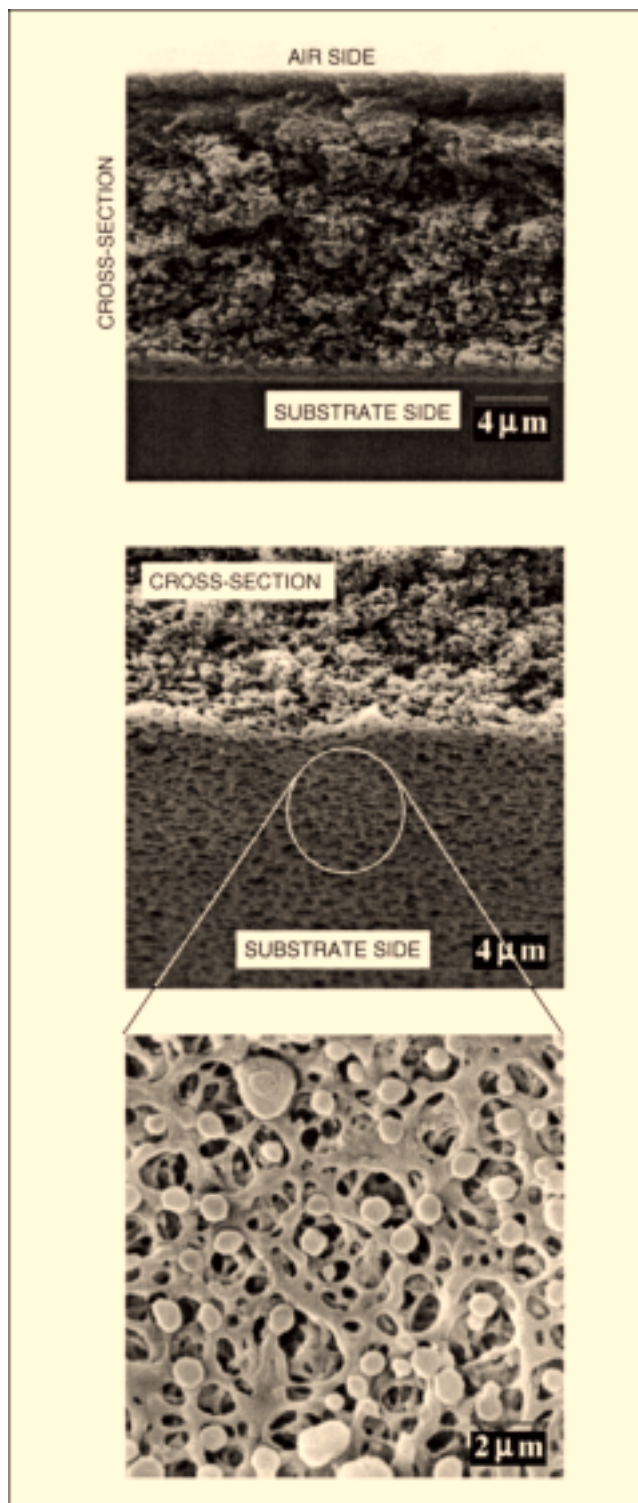 AIR SIDE
CROSS-SECTION
SUBSTRATE SIDE
4 μm
CROSS-SECTION
SUBSTRATE SIDE
4 μm
2 μm